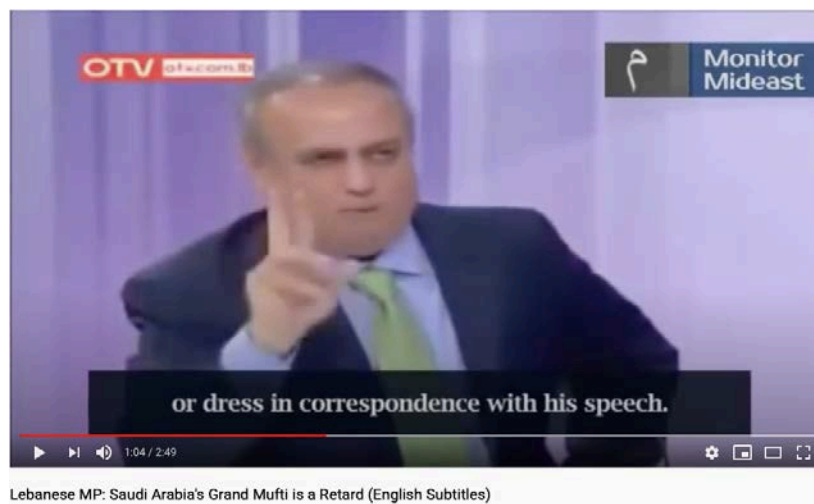 OTV otv.com.lb
م Monitor
Mideast
or dress in correspondence with his speech.
1:04 / 2:49
Lebanese MP: Saudi Arabia's Grand Mufti is a Retard (English Subtitles)